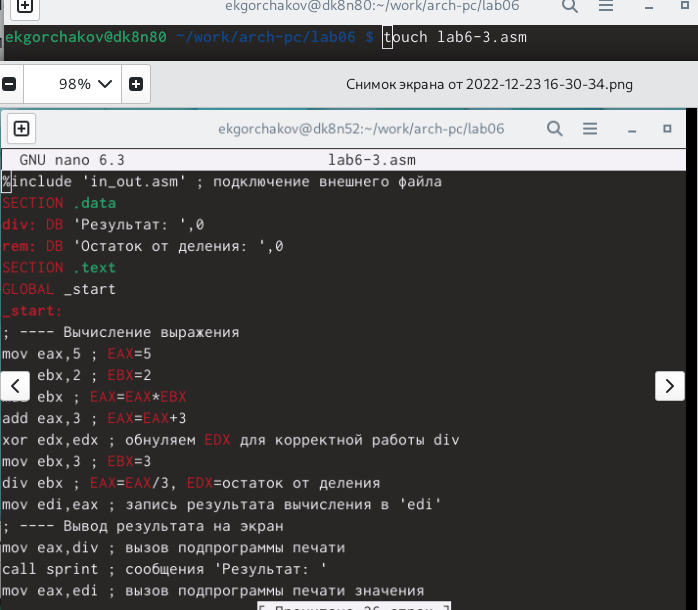 ekgorchakov@dk8n80:~/work/arch-pc/lab06
ekgorchakov@dk8n80 ~/work/arch-pc/lab06 $ touch lab6-3.asm
98% Снимок экрана от 2022-12-23 16-30-34.png
ekgorchakov@dk8n52:~/work/arch-pc/lab06
GNU nano 6.3 lab6-3.asm
%include 'in_out.asm' ; подключение внешнего файла
SECTION .data
div: DB 'Результат: ',0
rem: DB 'Остаток от деления: ',0
SECTION .text
GLOBAL _start
_start:
; ---- Вычисление выражения
mov eax,5 ; EAX=5
ebx,2 ; EBX=2
ebx ; EAX=EAX*EBX
add eax,3 ; EAX=EAX+3
xor edx,edx ; обнуляем EDX для корректной работы div
mov ebx,3 ; EBX=3
div ebx ; EAX=EAX/3, EDX=остаток от деления
mov edi,eax ; запись результата вычисления в 'edi'
; ---- Вывод результата на экран
mov eax,div ; вызов подпрограммы печати
call sprint ; сообщения 'Результат: '
mov eax,edi ; вызов подпрограммы печати значения